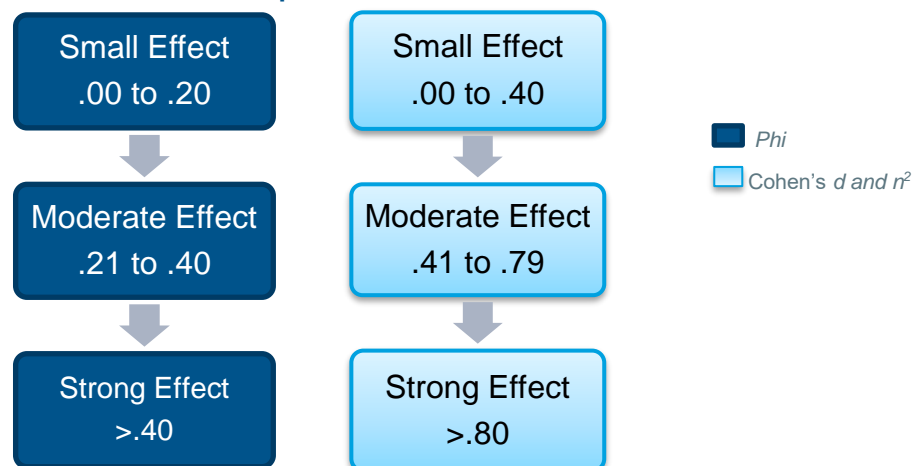 Small Effect
.00 to .20
Moderate Effect
.21 to .40
Strong Effect
>.40
Small Effect
.00 to .40
Moderate Effect
.41 to .79
Strong Effect
>.80
Phi
Cohen's d and n²